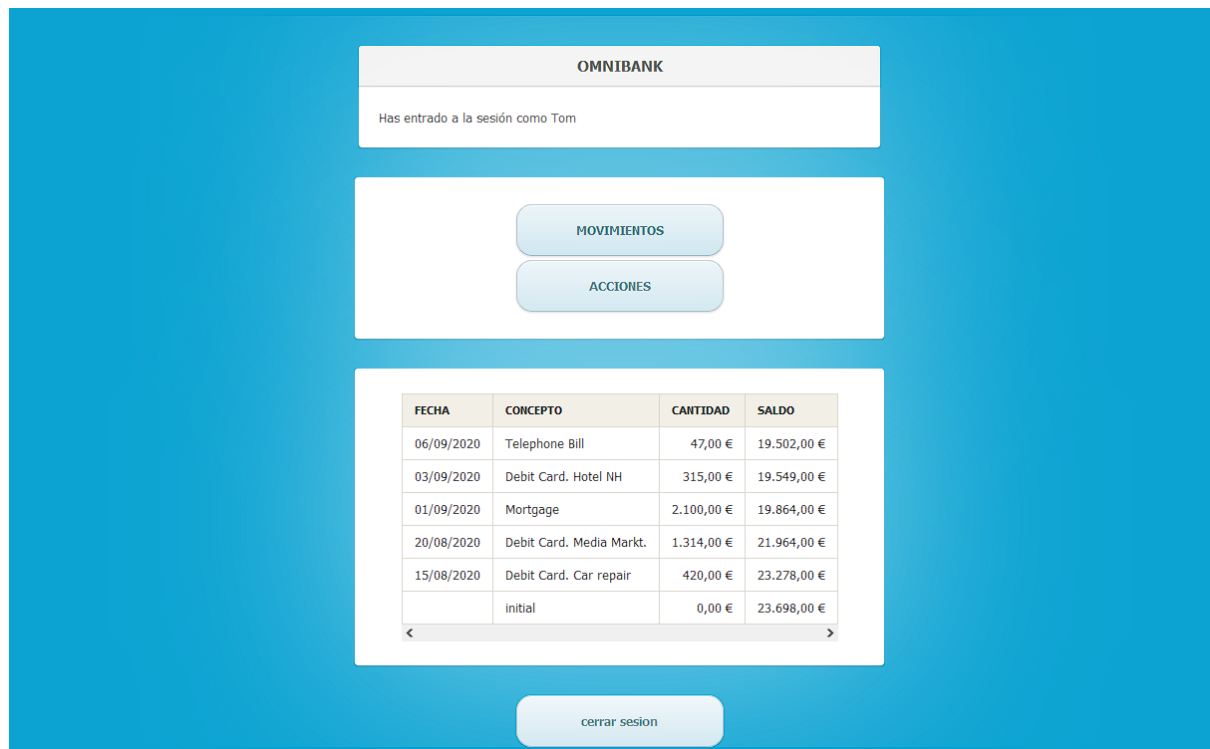 OMNIBANK
Has entrado a la sesión como Tom
MOVIMIENTOS
ACCIONES
FECHA CONCEPTO CANTIDAD SALDO
06/09/2020 Telephone Bill 47,00 € 19.502,00 €
03/09/2020 Debit Card. Hotel NH 315,00 € 19.549,00 €
01/09/2020 Mortgage 2.100,00 € 19.864,00 €
20/08/2020 Debit Card. Media Markt. 1.314,00 € 21.964,00 €
15/08/2020 Debit Card. Car repair 420,00 € 23.278,00 €
initial 0,00 € 23.698,00 €
cerrar sesion